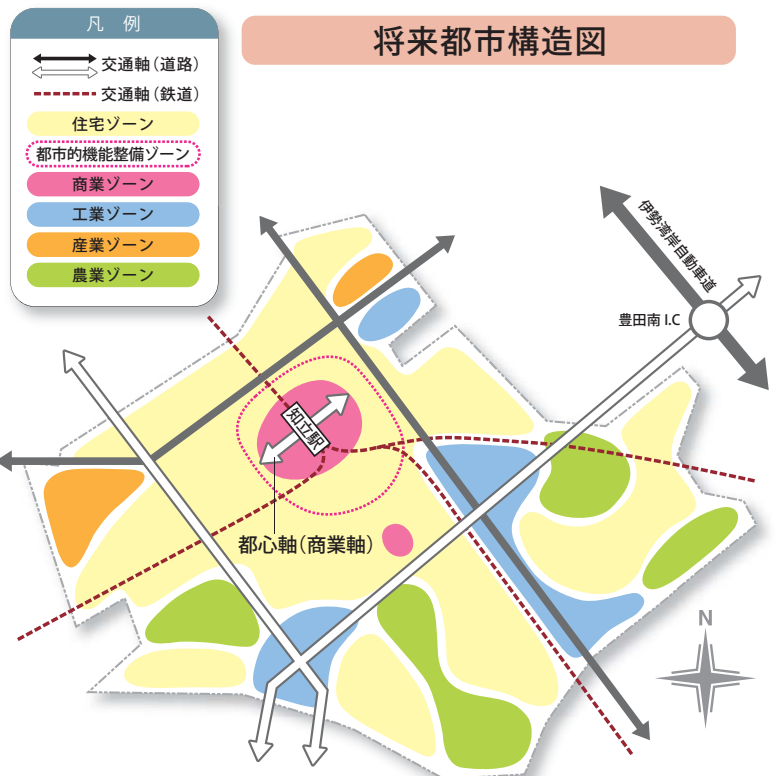 凡 例
交通軸(道路)
交通軸(鉄道)
住宅ゾーン
都市的機能整備ゾーン
商業ゾーン
工業ゾーン
産業ゾーン
農業ゾーン
将来都市構造図
伊勢湾岸自動車道
豊田南 I.C
知立駅
都心軸(商業軸)
N